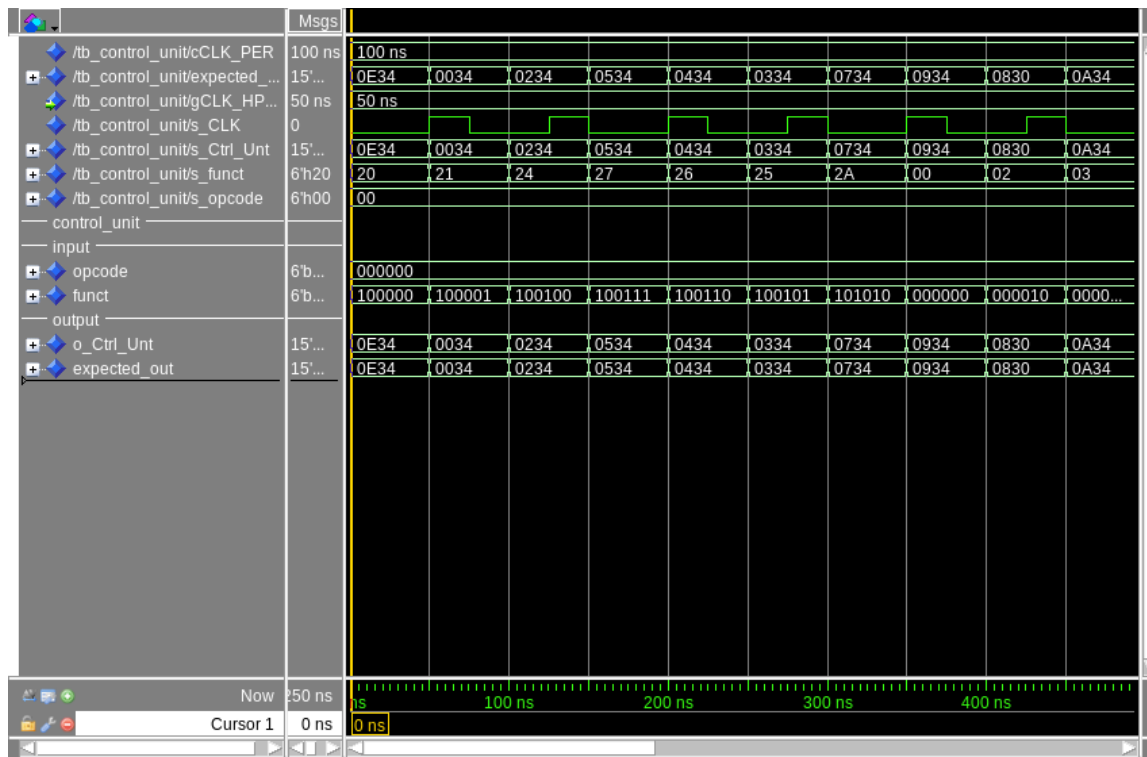 Msgs
/tb_control_unit/cCLK_PER 100 ns 100 ns
/tb_control_unit/expected_... 15'... 0E34 0034 0234 0534 0434 0334 0734 0934 0830 0A34
/tb_control_unit/gCLK_HP... 50 ns 50 ns
/tb_control_unit/s_CLK 0
/tb_control_unit/s_Ctrl_Unt 15'... 0E34 0034 0234 0534 0434 0334 0734 0934 0830 0A34
/tb_control_unit/s_funct 6'h20 20 21 24 27 26 25 2A 00 02 03
/tb_control_unit/s_opcode 6'h00 00
control_unit
input
opcode 6'b... 000000
funct 6'b... 100000 100001 100100 100111 100110 100101 101010 000000 000010 0000...
output
o_Ctrl_Unt 15'... 0E34 0034 0234 0534 0434 0334 0734 0934 0830 0A34
expected_out 15'... 0E34 0034 0234 0534 0434 0334 0734 0934 0830 0A34
Now 250 ns ns 100 ns 200 ns 300 ns 400 ns
Cursor 1 0 ns 0 ns